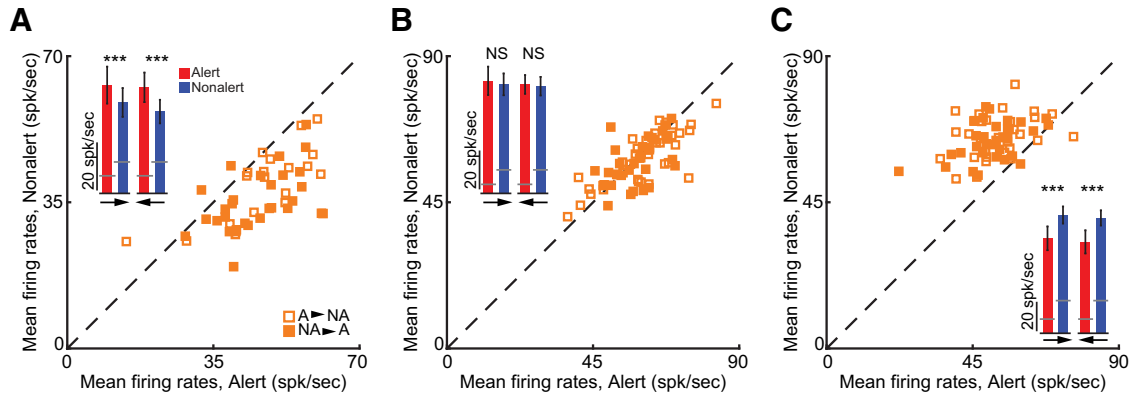 A
Mean firing rates, Nonalert (spk/sec)
70
35
0
0
35
70
Mean firing rates, Alert (spk/sec)
***
***
Alert
Nonalert
20 spk/sec
A ► NA
NA ► A
B
Mean firing rates, Nonalert (spk/sec)
90
45
0
0
45
90
Mean firing rates, Alert (spk/sec)
NS
NS
20 spk/sec
C
Mean firing rates, Nonalert (spk/sec)
90
45
0
0
45
90
Mean firing rates, Alert (spk/sec)
***
***
20 spk/sec